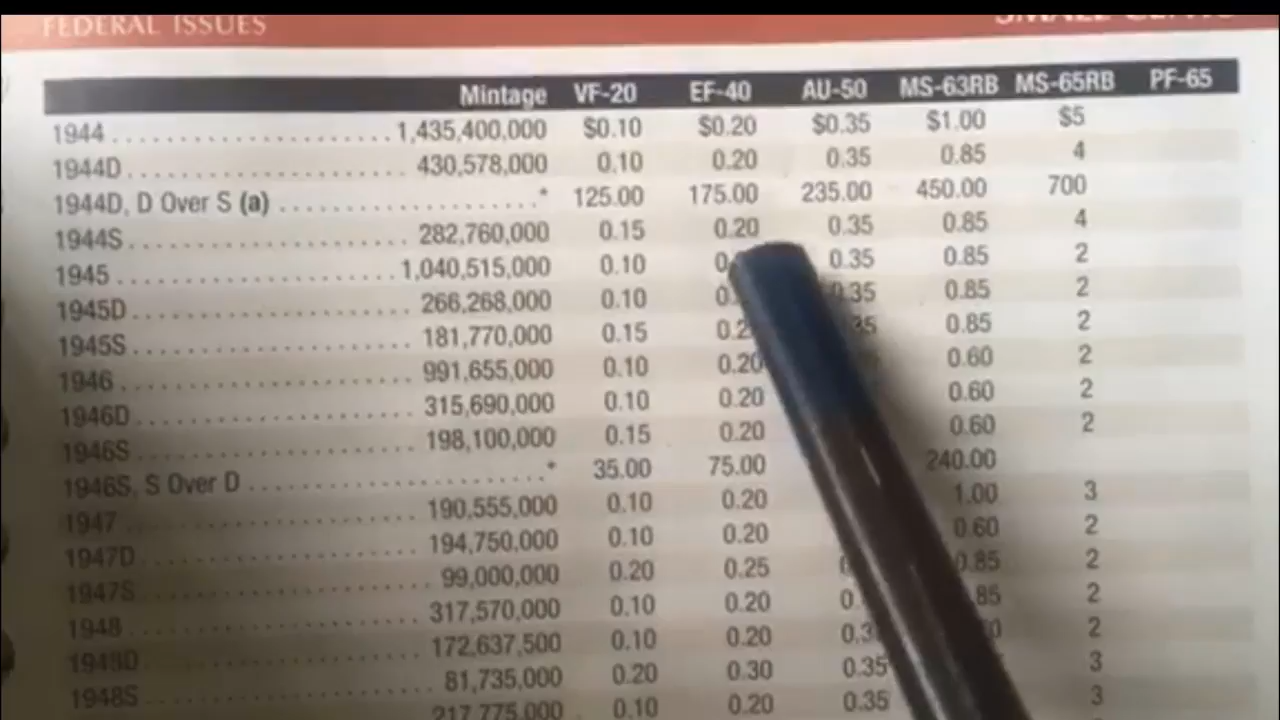 FEDERAL ISSUES
Mintage VF-20 EF-40 AU-50 MS-63RB MS-65RB PF-65
1944 1,435,400,000 $0.10 $0.20 $0.35 $1.00 $5
1944D 430,578,000 0.10 0.20 0.35 0.85 4
1944D, D Over S (a) * 125.00 175.00 235.00 450.00 700
1944S 282,760,000 0.15 0.20 0.35 0.85 4
1945 1,040,515,000 0.10 0.35 0.85 2
1945D 266,268,000 0.10 0.85 2
1945S 181,770,000 0.15 0.85 2
1946 991,655,000 0.10 0.20 0.60 2
1946D 315,690,000 0.10 0.20 0.60 2
1946S 198,100,000 0.15 0.20 0.60 2
1946S, S Over D * 35.00 75.00 240.00
1947 190,555,000 0.10 0.20 1.00 3
1947D 194,750,000 0.10 0.20 0.60 2
1947S 99,000,000 0.20 0.25 0.85 2
1948 317,570,000 0.10 0.20 2
1948D 172,637,500 0.10 0.20 2
1948S 81,735,000 0.20 0.30 0.35 3
217,775,000 0.10 0.20 0.35 3